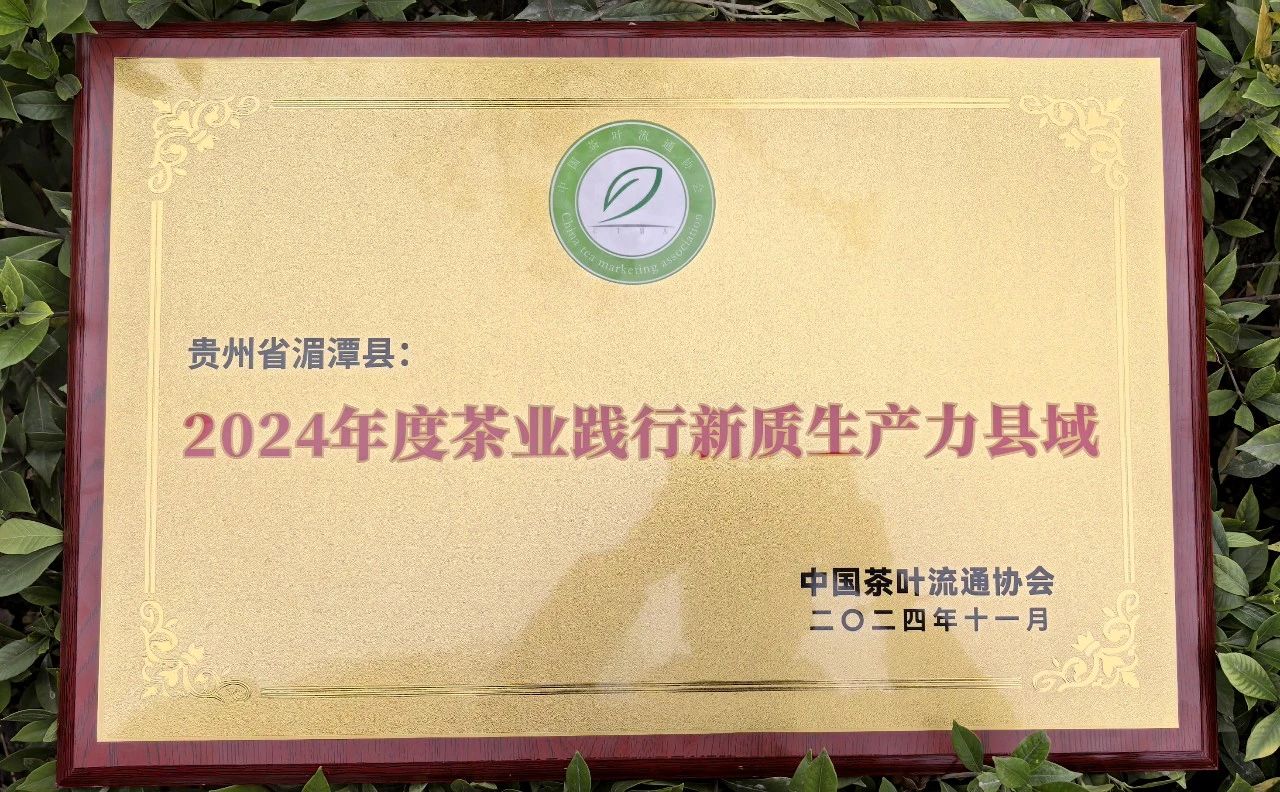 中国茶叶流通协会
CTMA
China tea marketing association
贵州省湄潭县：
2024年度茶业践行新质生产力县域
中国茶叶流通协会
二〇二四年十一月